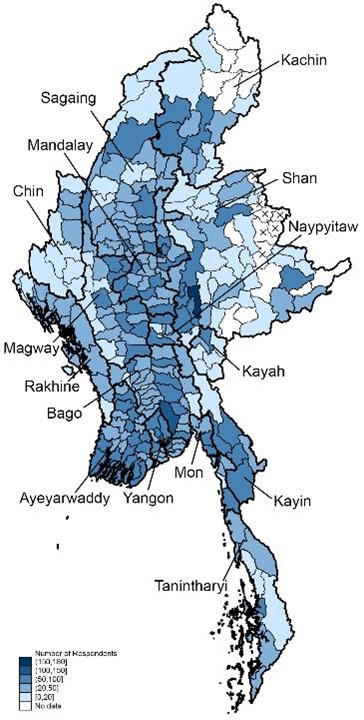 Kachin
Sagaing
Mandalay
Shan
Chin
Naypyitaw
Magway
Kayah
Rakhine
Bago
Mon
Ayeyarwaddy
Yangon
Kayin
Tanintharyi
Number of Respondents
(150,180]
(100,150]
(50,100]
(20,50]
[0,20]
No data